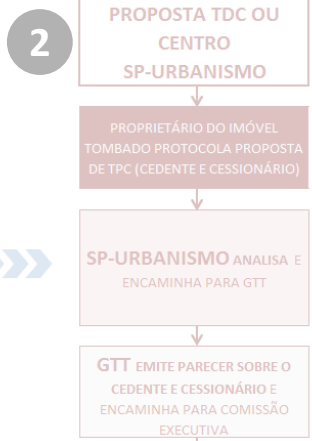 2
PROPOSTA TDC OU
CENTRO
SP-URBANISMO
PROPRIETÁRIO DO IMÓVEL
TOMBADO PROTOCOLA PROPOSTA
DE TPC (CEDENTE E CESSIONÁRIO)
SP-URBANISMO ANALISA E
ENCAMINHA PARA GTT
GTT EMITE PARECER SOBRE O
CEDENTE E CESSIONÁRIO E
ENCAMINHA PARA COMISSÃO
EXECUTIVA